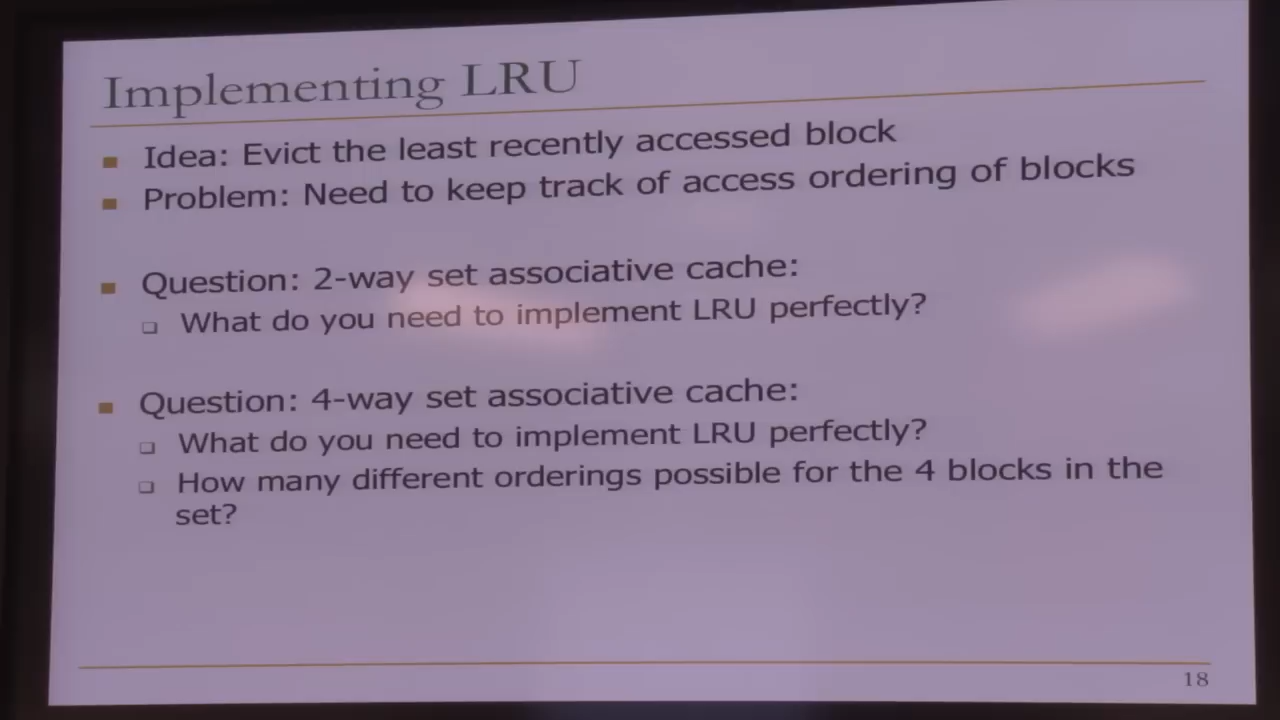 Implementing LRU
Idea: Evict the least recently accessed block
Problem: Need to keep track of access ordering of blocks
Question: 2-way set associative cache:
What do you need to implement LRU perfectly?
Question: 4-way set associative cache:
What do you need to implement LRU perfectly?
How many different orderings possible for the 4 blocks in the
set?
18